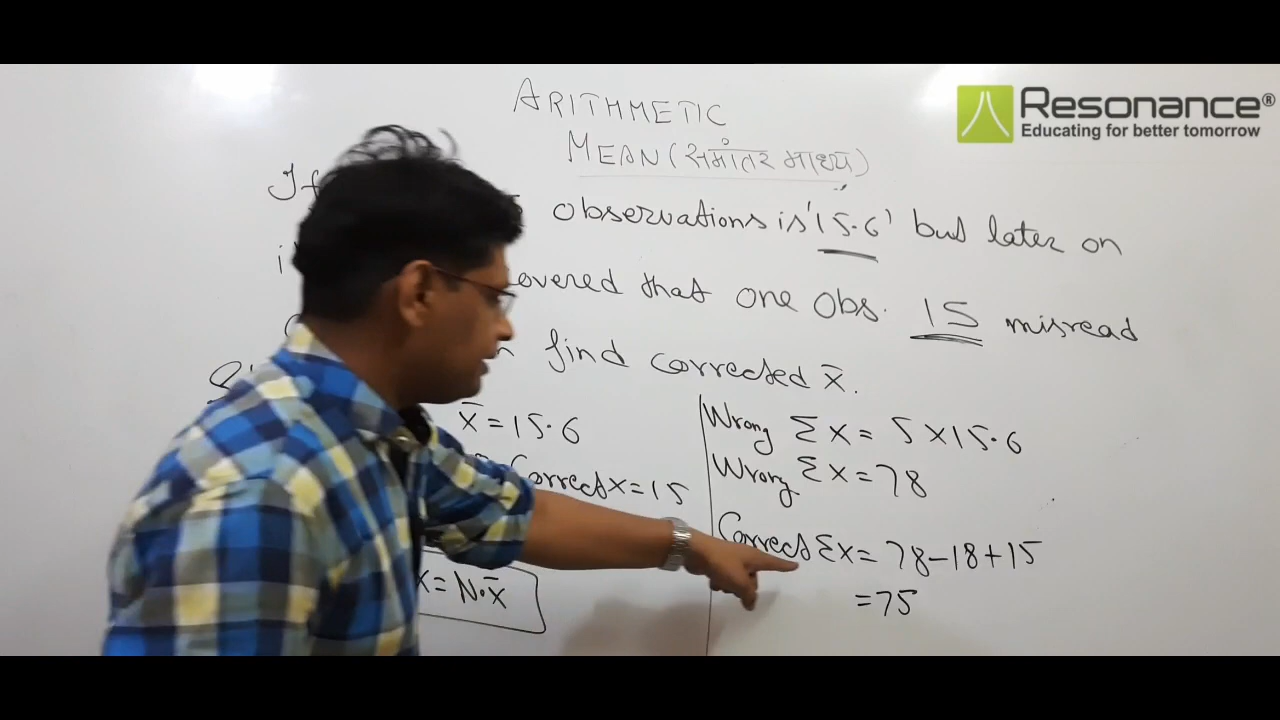 Resonance®
Educating for better tomorrow
ARITHMETIC
MEAN (समांतर माध्य)
If observations is '15.6' but later on
overed that one obs. 15 misread
find corrected x̄.
x̄ = 15.6
Correct x = 15
x = N·x̄
Wrong Σx = 5 × 15.6
Wrong Σx = 78
Correct Σx = 78 – 18 + 15
= 75